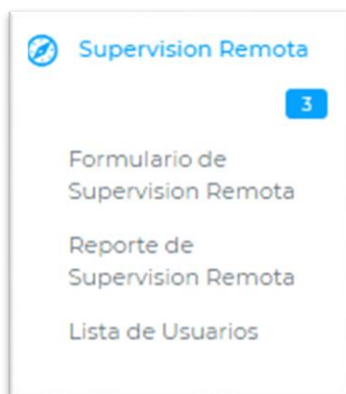 Supervision Remota
3
Formulario de
Supervision Remota
Reporte de
Supervision Remota
Lista de Usuarios